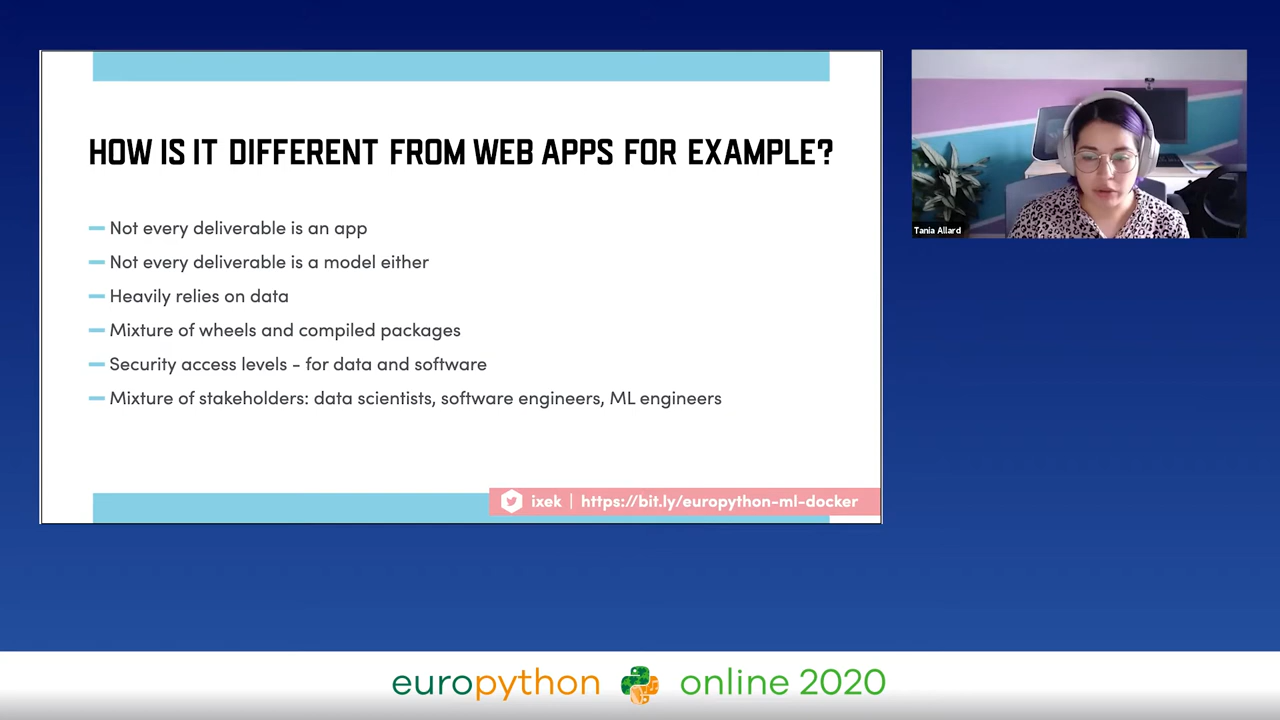 HOW IS IT DIFFERENT FROM WEB APPS FOR EXAMPLE?
Not every deliverable is an app
Not every deliverable is a model either
Heavily relies on data
Mixture of wheels and compiled packages
Security access levels - for data and software
Mixture of stakeholders: data scientists, software engineers, ML engineers
ixek | https://bit.ly/europython-ml-docker
Tania Allard
europython online 2020